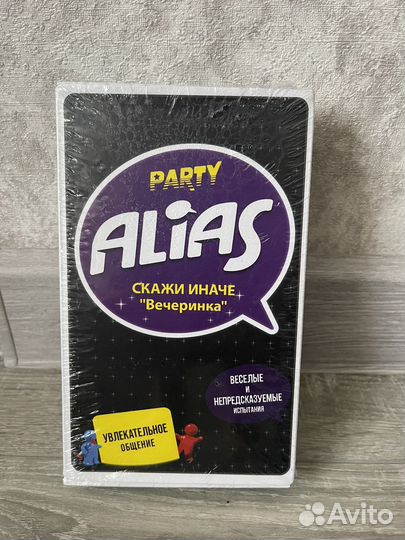 PARTY
ALIAS
СКАЖИ ИНАЧЕ
"Вечеринка"
ВЕСЕЛЫЕ
И
НЕПРЕДСКАЗУЕМЫЕ
ИСПЫТАНИЯ
УВЛЕКАТЕЛЬНОЕ
ОБЩЕНИЕ
Avito